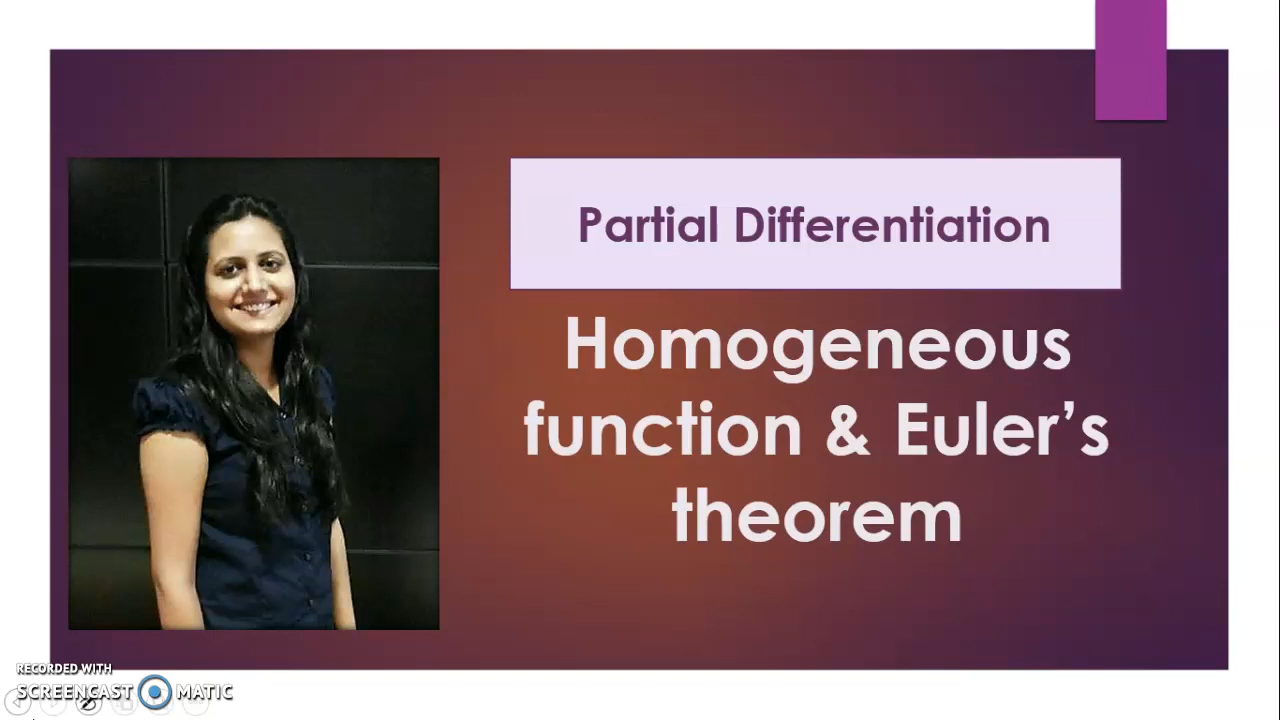 Partial Differentiation
Homogeneous
function & Euler’s
theorem
RECORDED WITH
SCREENCAST MATIC